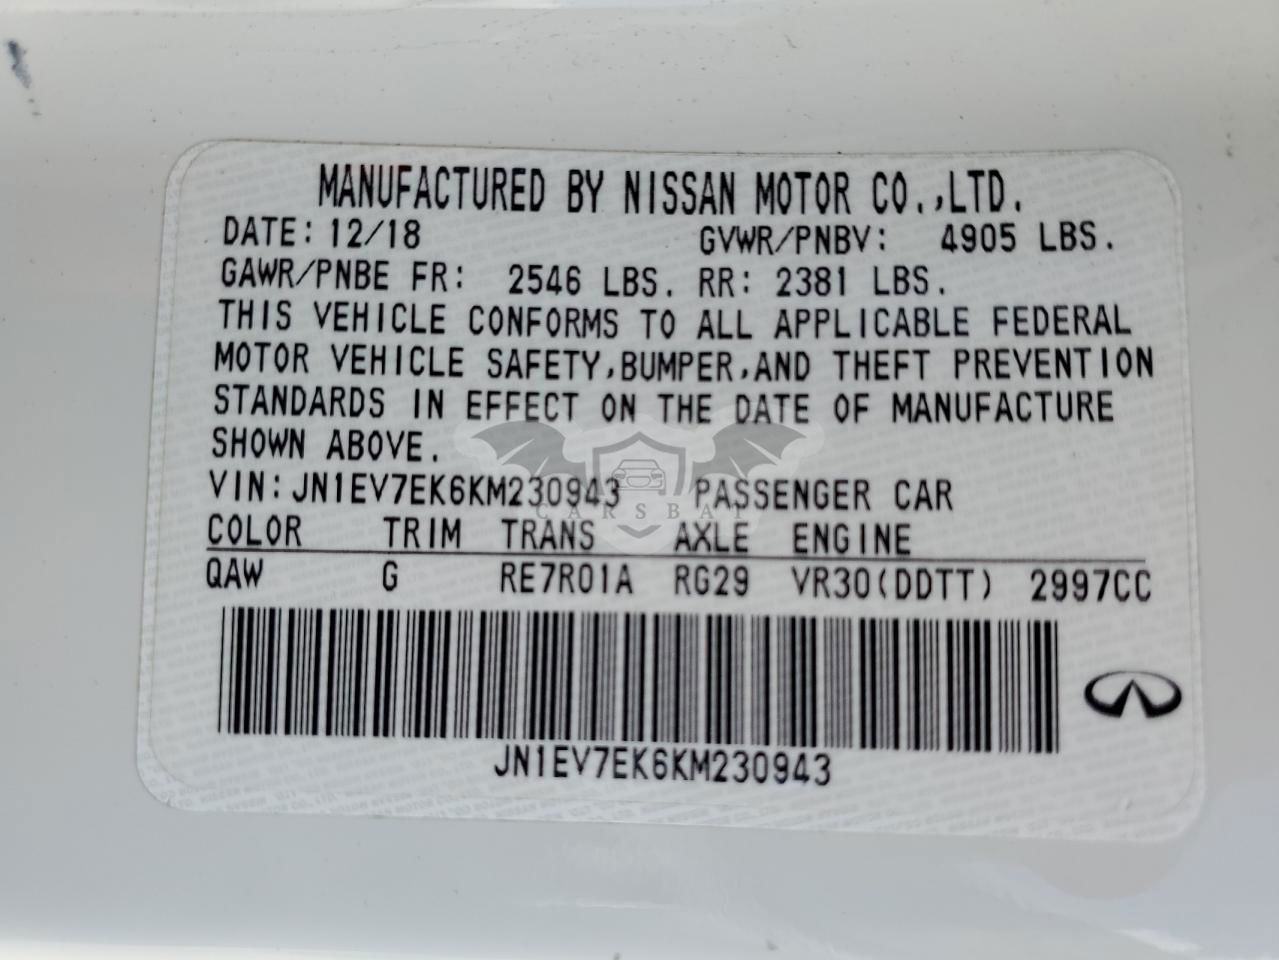 MANUFACTURED BY NISSAN MOTOR CO.,LTD.
DATE: 12/18 GVWR/PNBV: 4905 LBS.
GAWR/PNBE FR: 2546 LBS. RR: 2381 LBS.
THIS VEHICLE CONFORMS TO ALL APPLICABLE FEDERAL
MOTOR VEHICLE SAFETY,BUMPER,AND THEFT PREVENTION
STANDARDS IN EFFECT ON THE DATE OF MANUFACTURE
SHOWN ABOVE.
VIN:JN1EV7EK6KM230943 PASSENGER CAR
CARSBAT
COLOR TRIM TRANS AXLE ENGINE
QAW G RE7R01A RG29 VR30(DDTT) 2997CC
JN1EV7EK6KM230943